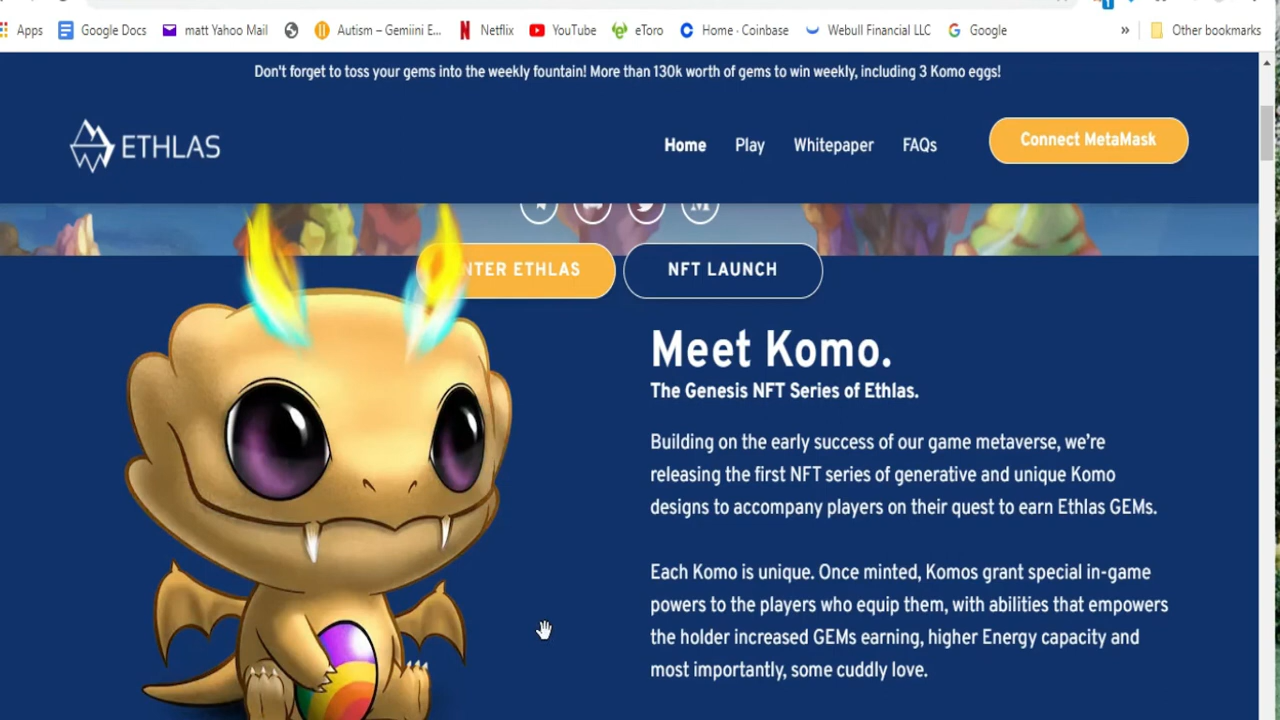 Apps Google Docs matt Yahoo Mail Autism – Gemiini E... Netflix YouTube eToro Home · Coinbase Webull Financial LLC Google » Other bookmarks
Don't forget to toss your gems into the weekly fountain! More than 130k worth of gems to win weekly, including 3 Komo eggs!
ETHLAS Home Play Whitepaper FAQs Connect MetaMask
NTER ETHLAS NFT LAUNCH
Meet Komo.
The Genesis NFT Series of Ethlas.
Building on the early success of our game metaverse, we’re
releasing the first NFT series of generative and unique Komo
designs to accompany players on their quest to earn Ethlas GEMs.
Each Komo is unique. Once minted, Komos grant special in-game
powers to the players who equip them, with abilities that empowers
the holder increased GEMs earning, higher Energy capacity and
most importantly, some cuddly love.